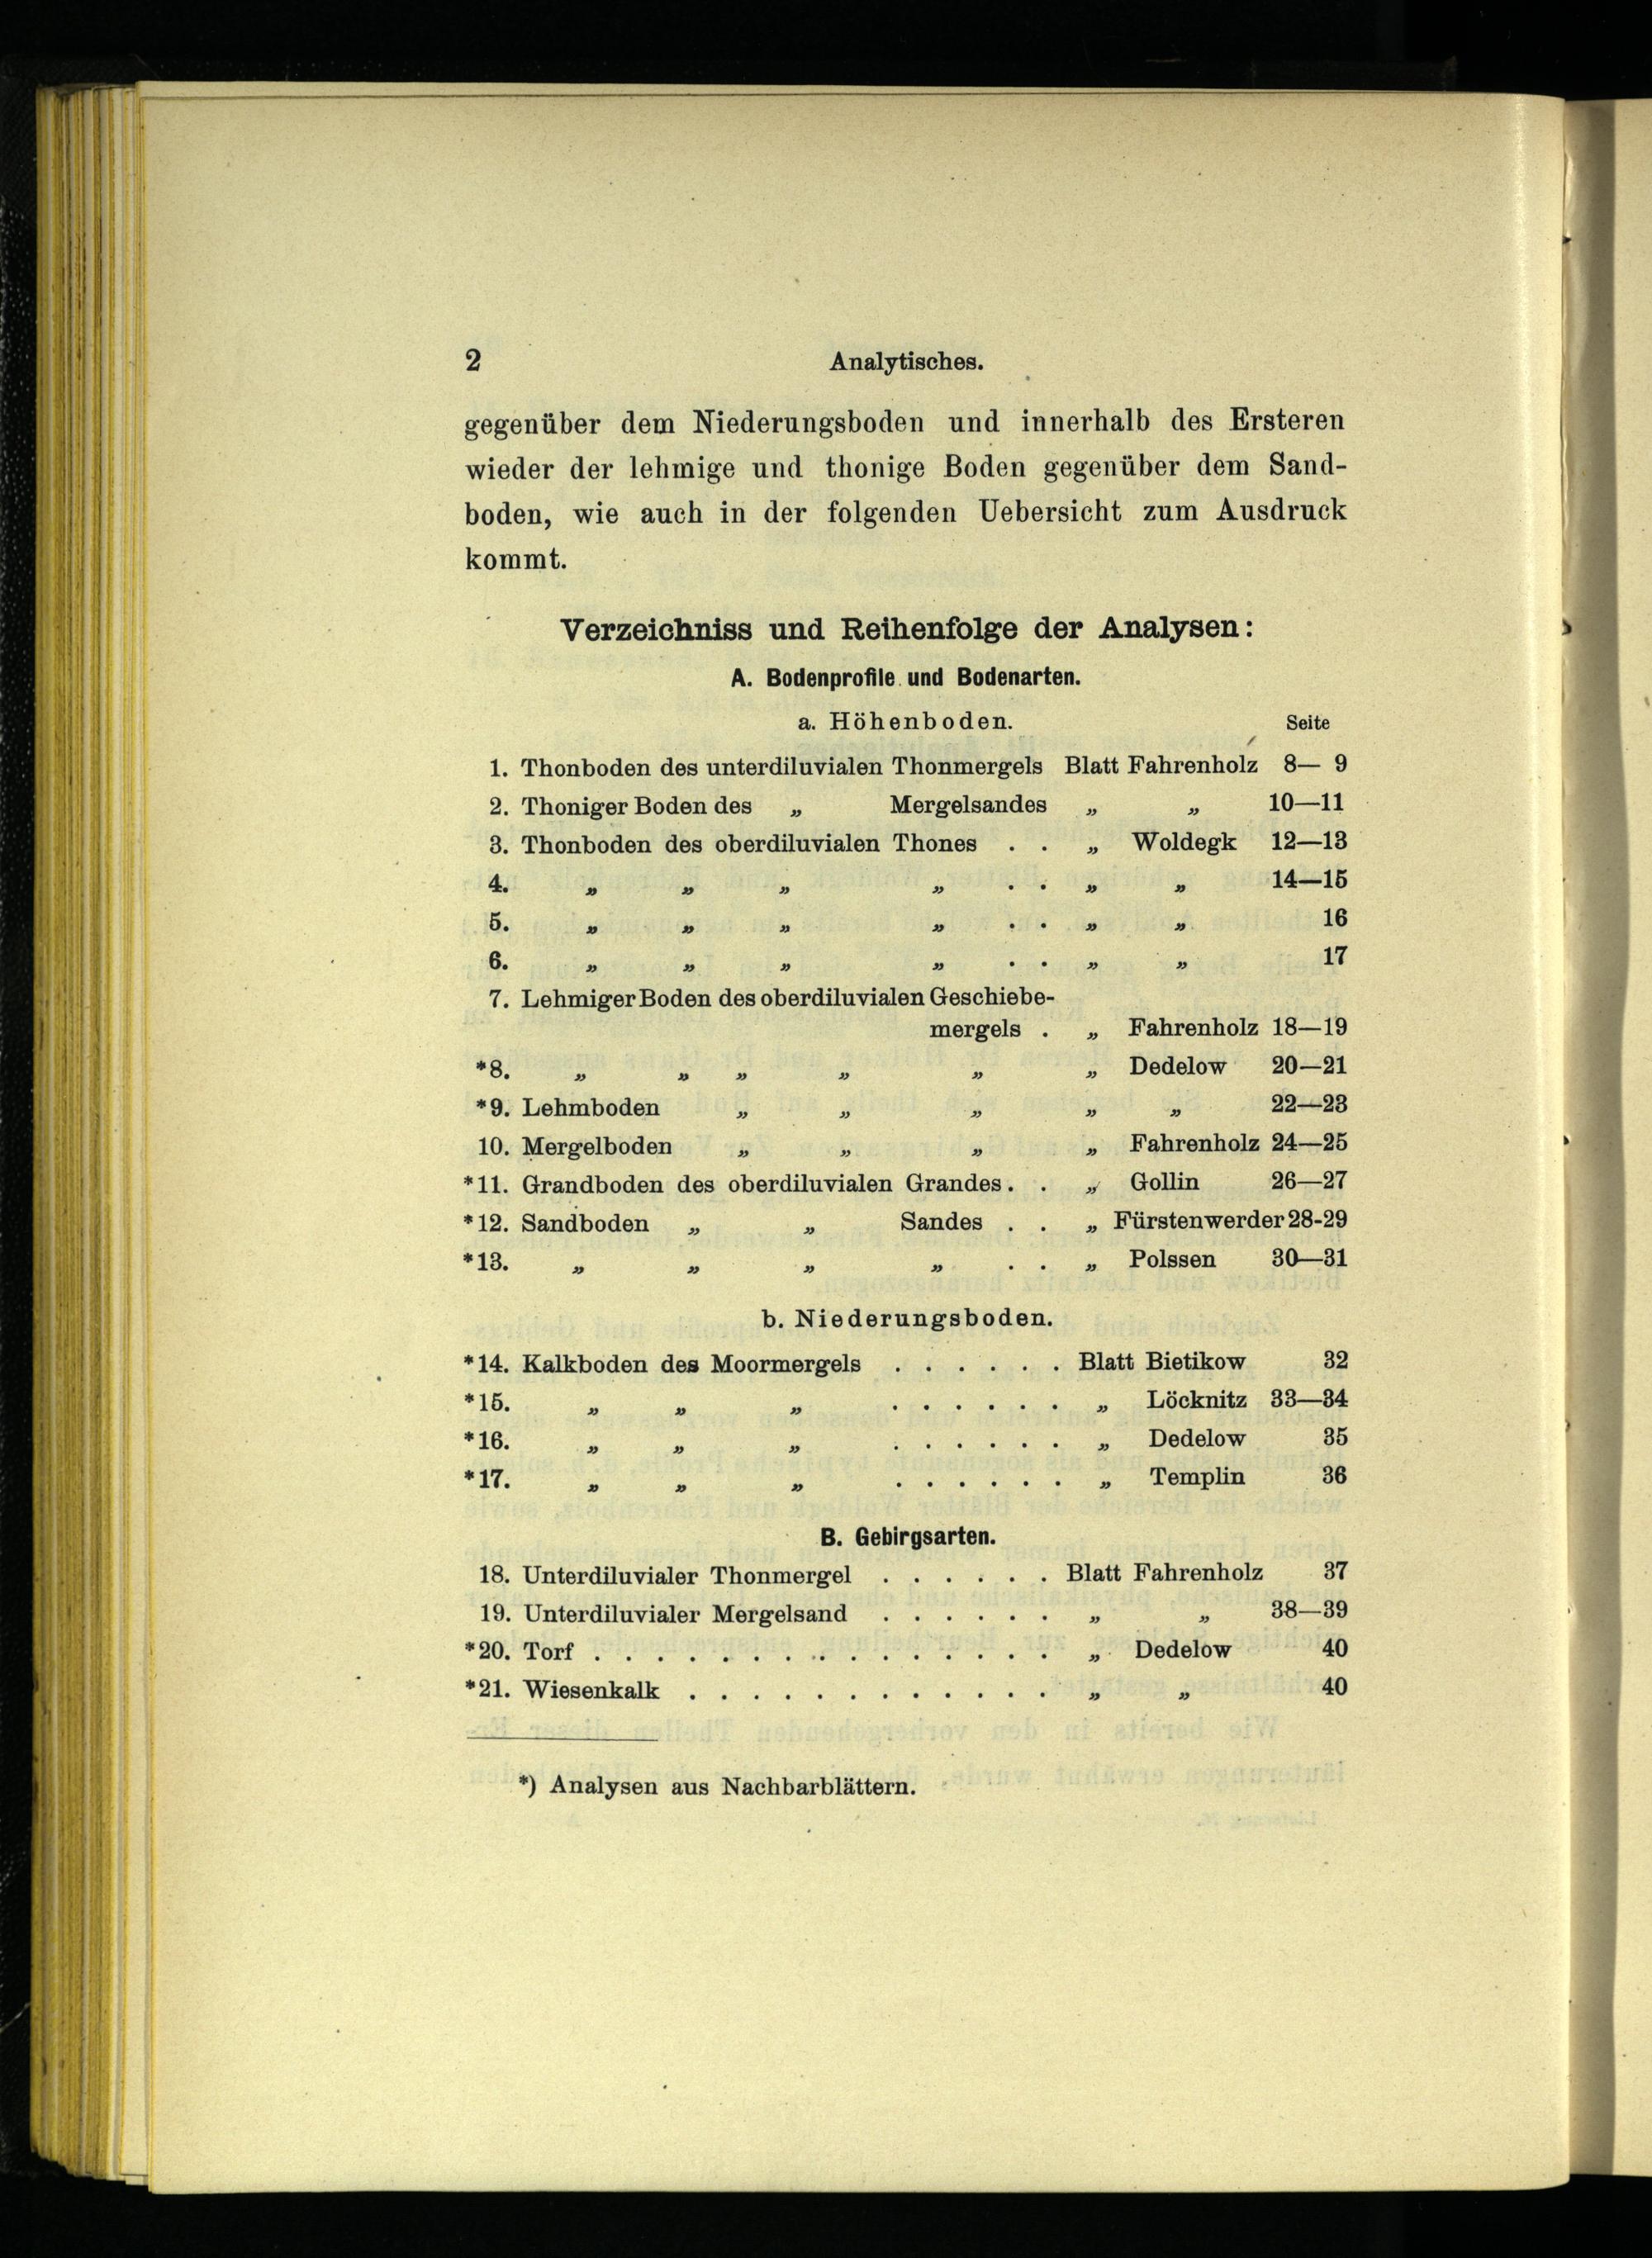 2 Analytisches.
gegenüber dem Niederungsboden und innerhalb des Ersteren
wieder der lehmige und thonige Boden gegenüber dem Sand-
boden, wie auch in der folgenden Uebersicht zum Ausdruck
kommt.
Verzeichniss und Reihenfolge der Analysen:
A. Bodenprofile und Bodenarten.
a. Höhenboden. Seite
1. Thonboden des unterdiluvialen Thonmergels Blatt Fahrenholz 8— 9
2. Thoniger Boden des „ Mergelsandes „ „ 10—11
3. Thonboden des oberdiluvialen Thones . . „ Woldegk 12—13
4. „ „ „ „ . . „ „ 14—15
5. „ „ „ „ . . „ „ 16
6. „ „ „ „ . . „ „ 17
7. Lehmiger Boden des oberdiluvialen Geschiebe-
mergels . „ Fahrenholz 18—19
*8. „ „ „ „ „ „ Dedelow 20—21
*9. Lehmboden „ „ „ „ „ 22—23
10. Mergelboden „ „ „ „ Fahrenholz 24—25
*11. Grandboden des oberdiluvialen Grandes . . „ Gollin 26—27
*12. Sandboden „ „ Sandes . . „ Fürstenwerder 28-29
*13. „ „ „ „ . . „ Polssen 30—31
b. Niederungsboden.
*14. Kalkboden des Moormergels . . . . . . Blatt Bietikow 32
*15. „ „ „ . . . . . . „ Löcknitz 33—34
*16. „ „ „ . . . . . . „ Dedelow 35
*17. „ „ „ . . . . . . „ Templin 36
B. Gebirgsarten.
18. Unterdiluvialer Thonmergel . . . . . . Blatt Fahrenholz 37
19. Unterdiluvialer Mergelsand . . . . . . „ „ 38—39
*20. Torf . . . . . . . . . . . . . . . „ Dedelow 40
*21. Wiesenkalk . . . . . . . . . . . . „ „ 40
*) Analysen aus Nachbarblättern.